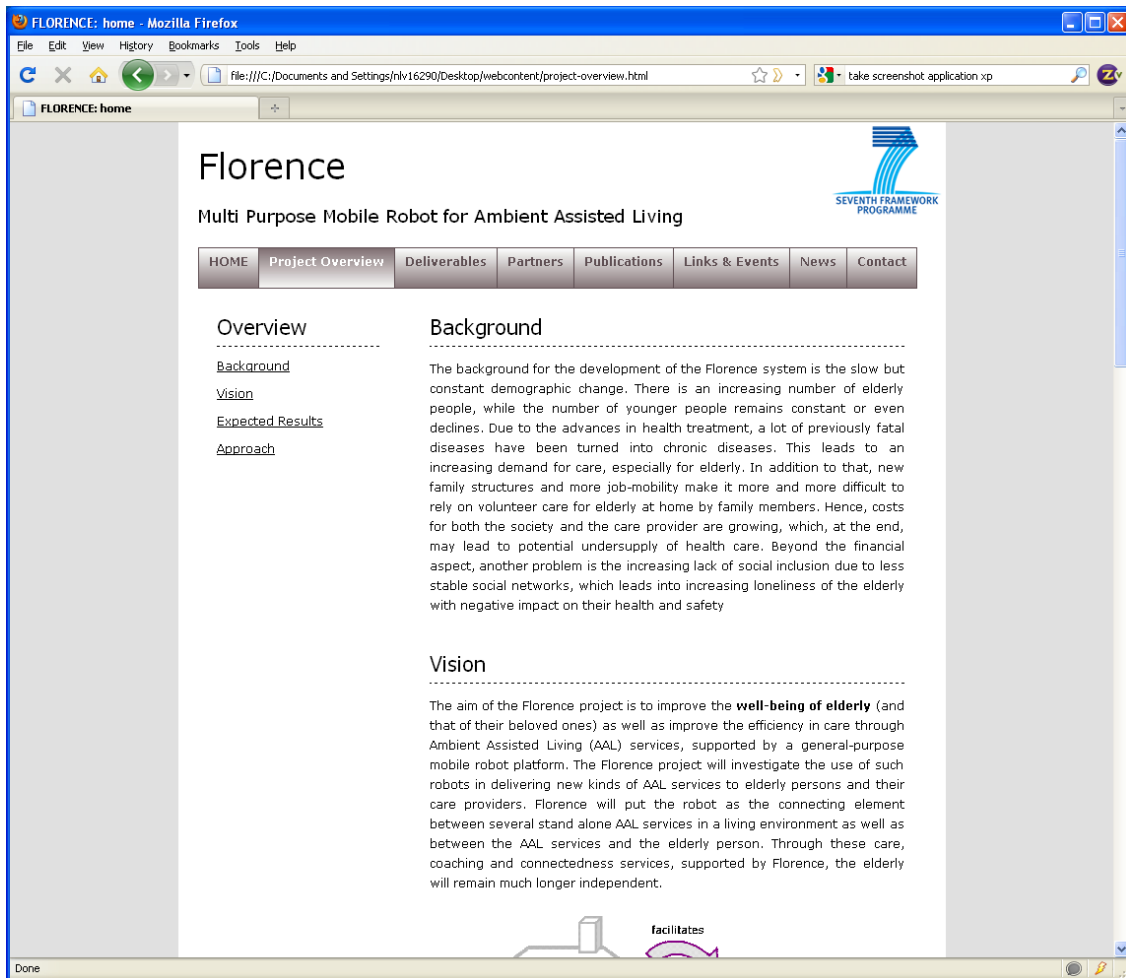 FLORENCE: home - Mozilla Firefox
File Edit View History Bookmarks Tools Help
file:///C:/Documents and Settings/nlv16290/Desktop/webcontent/project-overview.html
take screenshot application xp
FLORENCE: home
Florence
SEVENTH FRAMEWORK
PROGRAMME
Multi Purpose Mobile Robot for Ambient Assisted Living
HOME Project Overview Deliverables Partners Publications Links & Events News Contact
Overview
Background
Vision
Expected Results
Approach
Background
The background for the development of the Florence system is the slow but
constant demographic change. There is an increasing number of elderly
people, while the number of younger people remains constant or even
declines. Due to the advances in health treatment, a lot of previously fatal
diseases have been turned into chronic diseases. This leads to an
increasing demand for care, especially for elderly. In addition to that, new
family structures and more job-mobility make it more and more difficult to
rely on volunteer care for elderly at home by family members. Hence, costs
for both the society and the care provider are growing, which, at the end,
may lead to potential undersupply of health care. Beyond the financial
aspect, another problem is the increasing lack of social inclusion due to less
stable social networks, which leads into increasing loneliness of the elderly
with negative impact on their health and safety
Vision
The aim of the Florence project is to improve the well-being of elderly (and
that of their beloved ones) as well as improve the efficiency in care through
Ambient Assisted Living (AAL) services, supported by a general-purpose
mobile robot platform. The Florence project will investigate the use of such
robots in delivering new kinds of AAL services to elderly persons and their
care providers. Florence will put the robot as the connecting element
between several stand alone AAL services in a living environment as well as
between the AAL services and the elderly person. Through these care,
coaching and connectedness services, supported by Florence, the elderly
will remain much longer independent.
facilitates
Done